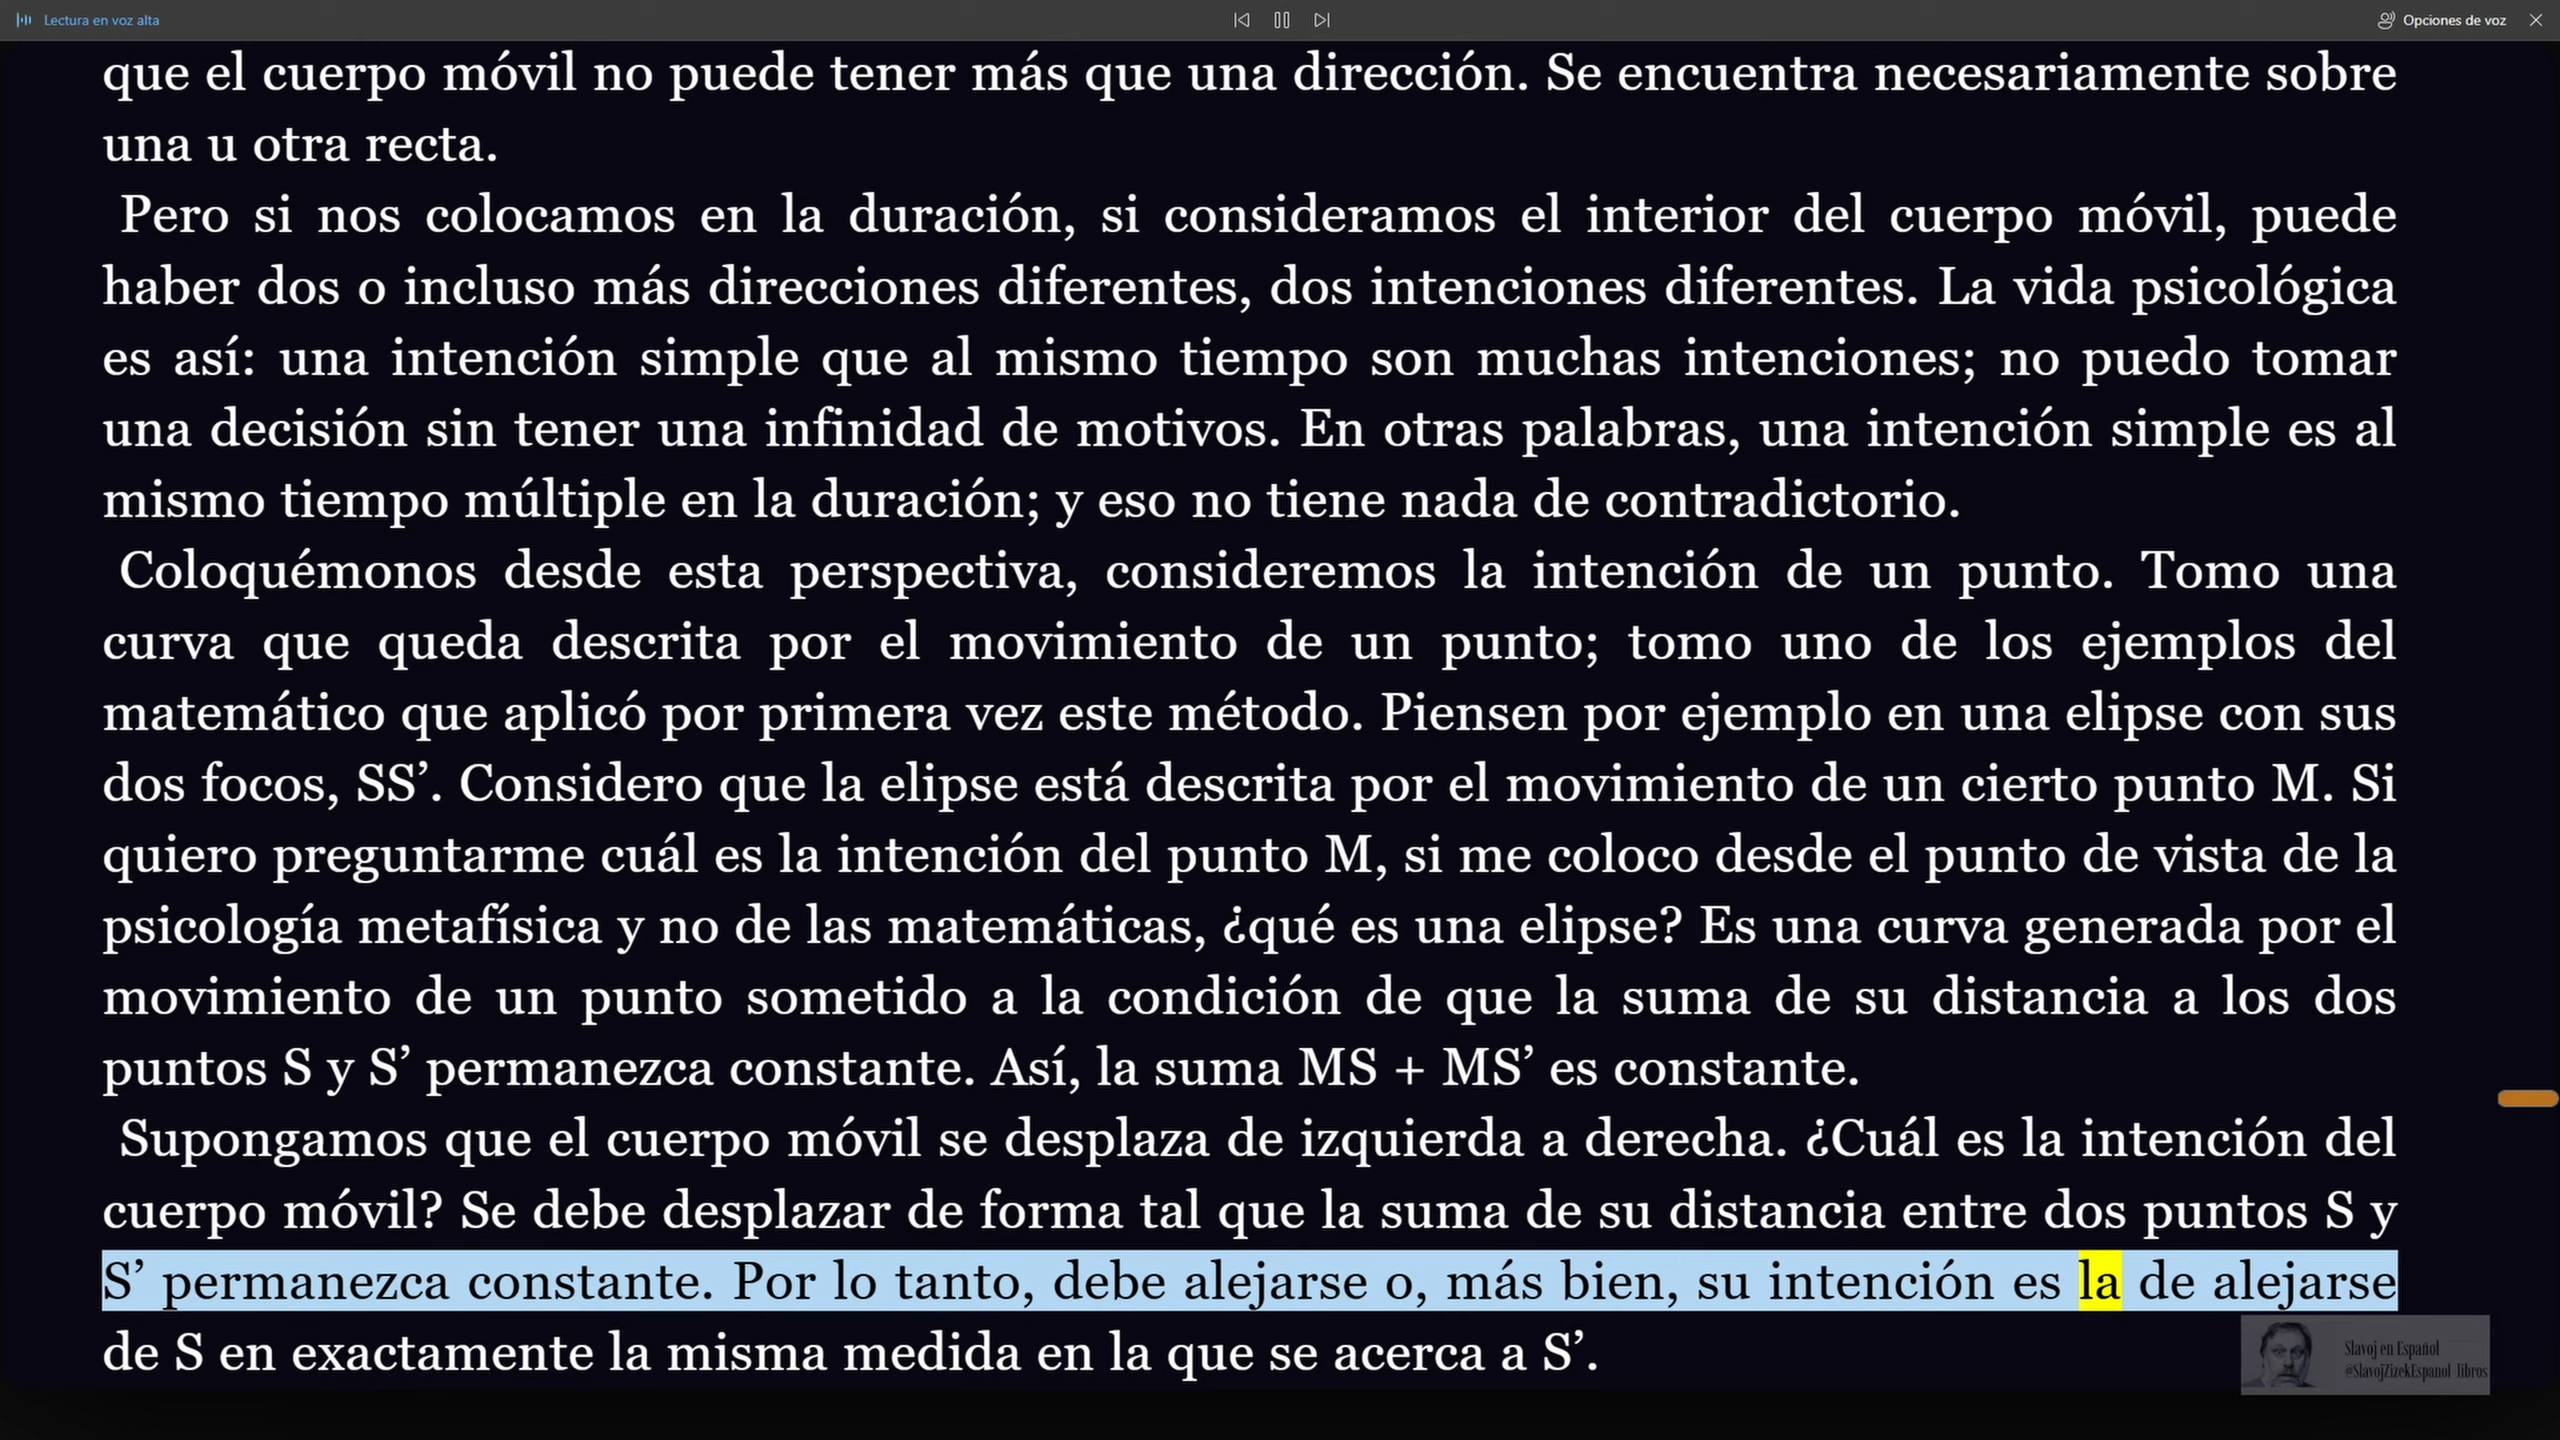 Lectura en voz alta
Opciones de voz
que el cuerpo móvil no puede tener más que una dirección. Se encuentra necesariamente sobre
una u otra recta.
Pero si nos colocamos en la duración, si consideramos el interior del cuerpo móvil, puede
haber dos o incluso más direcciones diferentes, dos intenciones diferentes. La vida psicológica
es así: una intención simple que al mismo tiempo son muchas intenciones; no puedo tomar
una decisión sin tener una infinidad de motivos. En otras palabras, una intención simple es al
mismo tiempo múltiple en la duración; y eso no tiene nada de contradictorio.
Coloquémonos desde esta perspectiva, consideremos la intención de un punto. Tomo una
curva que queda descrita por el movimiento de un punto; tomo uno de los ejemplos del
matemático que aplicó por primera vez este método. Piensen por ejemplo en una elipse con sus
dos focos, SS’. Considero que la elipse está descrita por el movimiento de un cierto punto M. Si
quiero preguntarme cuál es la intención del punto M, si me coloco desde el punto de vista de la
psicología metafísica y no de las matemáticas, ¿qué es una elipse? Es una curva generada por el
movimiento de un punto sometido a la condición de que la suma de su distancia a los dos
puntos S y S’ permanezca constante. Así, la suma MS + MS’ es constante.
Supongamos que el cuerpo móvil se desplaza de izquierda a derecha. ¿Cuál es la intención del
cuerpo móvil? Se debe desplazar de forma tal que la suma de su distancia entre dos puntos S y
S’ permanezca constante. Por lo tanto, debe alejarse o, más bien, su intención es la de alejarse
de S en exactamente la misma medida en la que se acerca a S’.
Slavoj en Español
@SlavojZizekEspanol-libros